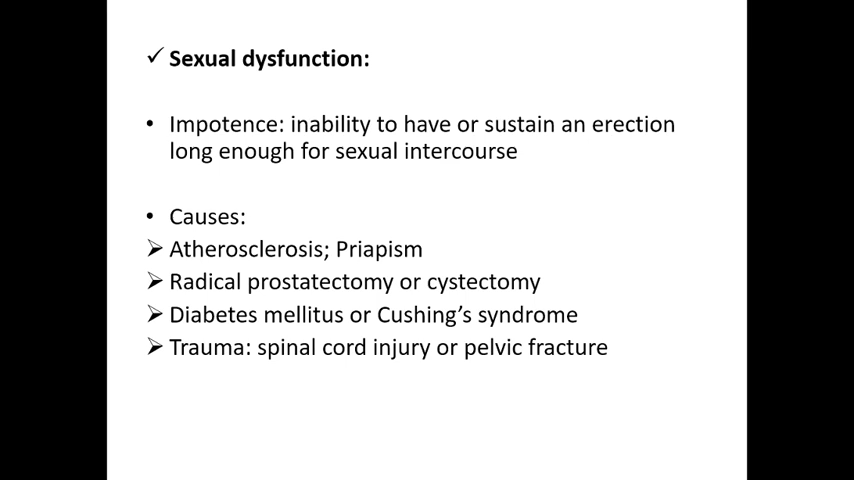 ✓ Sexual dysfunction:
• Impotence: inability to have or sustain an erection
long enough for sexual intercourse
• Causes:
➢ Atherosclerosis; Priapism
➢ Radical prostatectomy or cystectomy
➢ Diabetes mellitus or Cushing’s syndrome
➢ Trauma: spinal cord injury or pelvic fracture